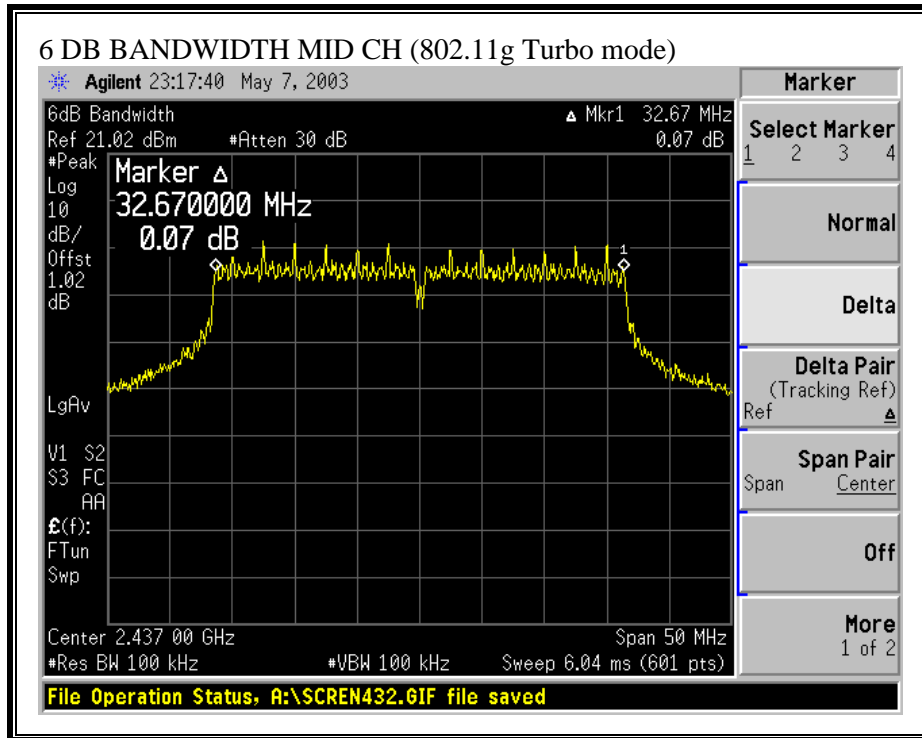 6 DB BANDWIDTH MID CH (802.11g Turbo mode)
Agilent 23:17:40 May 7, 2003
Marker
6dB Bandwidth
Δ Mkr1 32.67 MHz
Ref 21.02 dBm #Atten 30 dB 0.07 dB
#Peak
Log
10
dB/
Offst
1.02
dB
Marker Δ
32.670000 MHz
0.07 dB
1
LgAv
V1 S2
S3 FC
AA
£(f):
FTun
Swp
Center 2.437 00 GHz Span 50 MHz
#Res BW 100 kHz #VBW 100 kHz Sweep 6.04 ms (601 pts)
Select Marker
1 2 3 4
Normal
Delta
Delta Pair
(Tracking Ref)
Ref Δ
Span Pair
Span Center
Off
More
1 of 2
File Operation Status, A:\SCREN432.GIF file saved